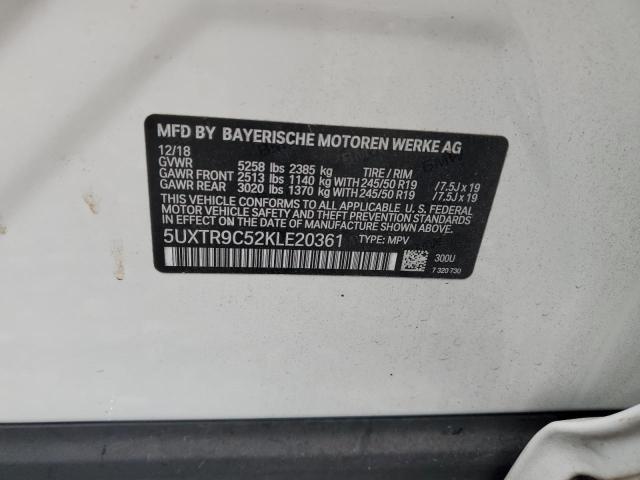 MFD BY BAYERISCHE MOTOREN WERKE AG
12/18
GVWR 5258 lbs 2385 kg TIRE / RIM
GAWR FRONT 2513 lbs 1140 kg WITH 245/50 R19 /7.5J x 19
GAWR REAR 3020 lbs 1370 kg WITH 245/50 R19 /7.5J x 19
THIS VEHICLE CONFORMS TO ALL APPLICABLE U. S. FEDERAL
MOTOR VEHICLE SAFETY, BUMPER, AND THEFT PREVENTION
STANDARDS IN EFFECT ON THE DATE OF MANUFACTURE SHOWN ABOVE.
5UXTR9C52KLE20361 TYPE: MPV
300U
7 320 730